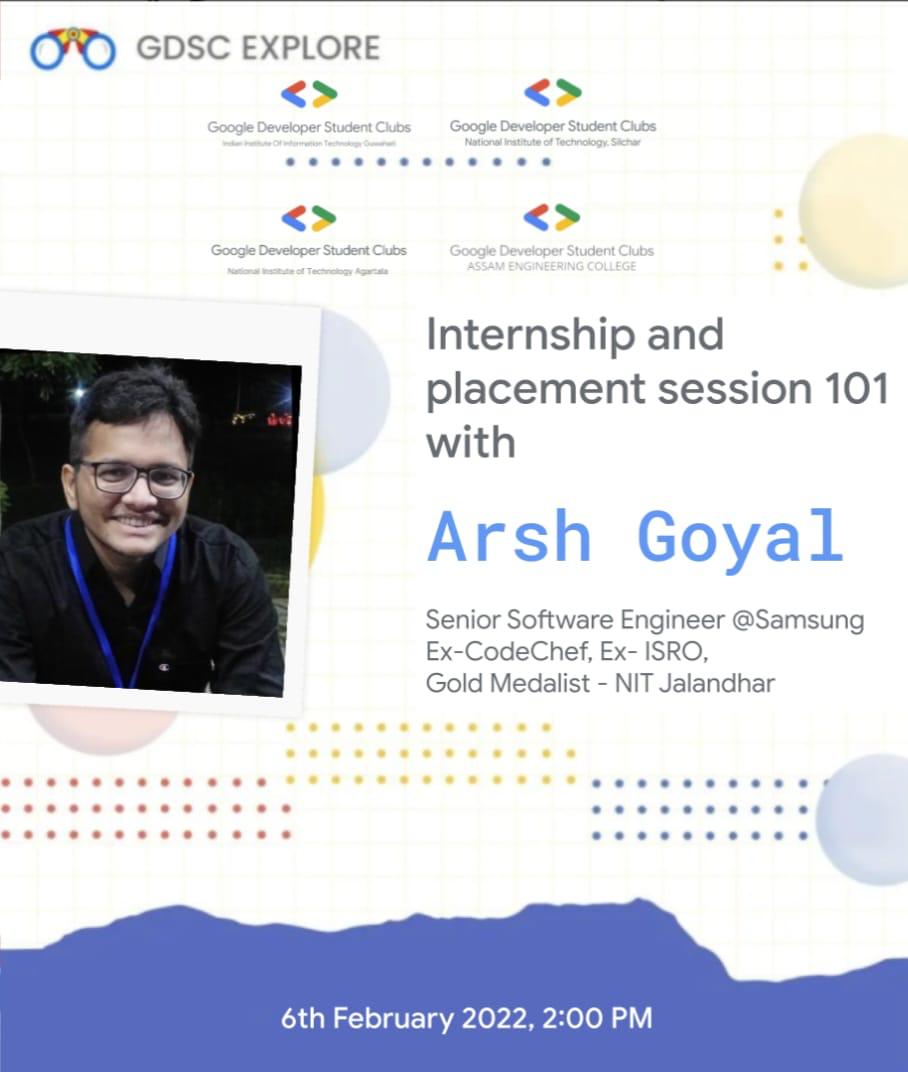 GDSC EXPLORE
Google Developer Student Clubs
Indian Institute Of Information Technology Guwahati
Google Developer Student Clubs
National Institute of Technology, Silchar
Google Developer Student Clubs
National Institute of Technology Agartala
Google Developer Student Clubs
ASSAM ENGINEERING COLLEGE
Internship and
placement session 101
with
Arsh Goyal
Senior Software Engineer @Samsung
Ex-CodeChef, Ex- ISRO,
Gold Medalist - NIT Jalandhar
6th February 2022, 2:00 PM